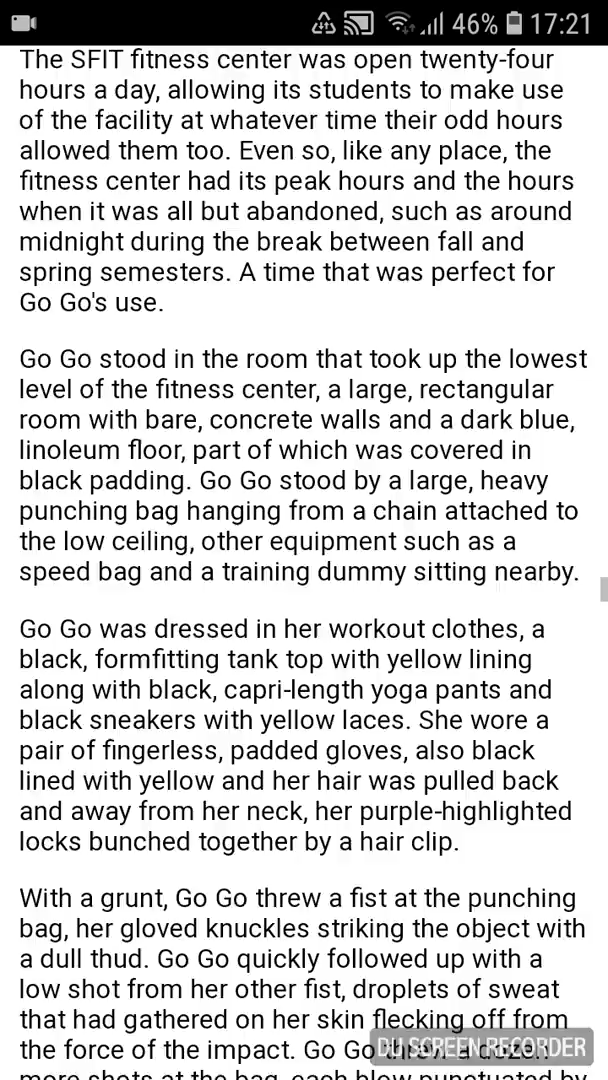 46% 17:21
The SFIT fitness center was open twenty-four
hours a day, allowing its students to make use
of the facility at whatever time their odd hours
allowed them too. Even so, like any place, the
fitness center had its peak hours and the hours
when it was all but abandoned, such as around
midnight during the break between fall and
spring semesters. A time that was perfect for
Go Go's use.
Go Go stood in the room that took up the lowest
level of the fitness center, a large, rectangular
room with bare, concrete walls and a dark blue,
linoleum floor, part of which was covered in
black padding. Go Go stood by a large, heavy
punching bag hanging from a chain attached to
the low ceiling, other equipment such as a
speed bag and a training dummy sitting nearby.
Go Go was dressed in her workout clothes, a
black, formfitting tank top with yellow lining
along with black, capri-length yoga pants and
black sneakers with yellow laces. She wore a
pair of fingerless, padded gloves, also black
lined with yellow and her hair was pulled back
and away from her neck, her purple-highlighted
locks bunched together by a hair clip.
With a grunt, Go Go threw a fist at the punching
bag, her gloved knuckles striking the object with
a dull thud. Go Go quickly followed up with a
low shot from her other fist, droplets of sweat
that had gathered on her skin flecking off from
the force of the impact. Go Go
DU SCREEN RECORDER
more shots at the bag, each blow punctuated by